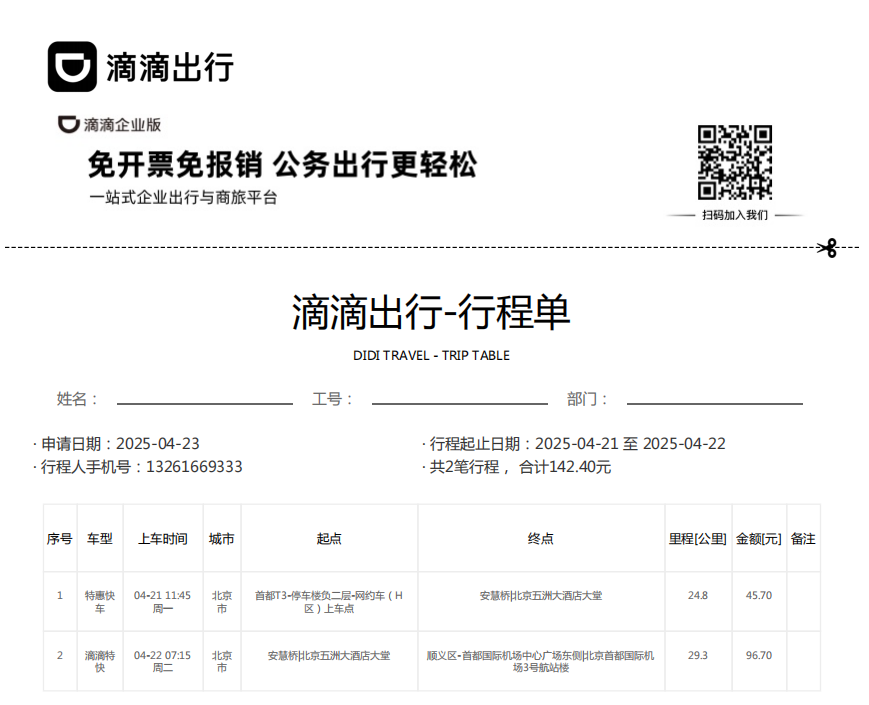 滴滴出行
滴滴企业版
免开票免报销 公务出行更轻松
一站式企业出行与商旅平台
扫码加入我们
滴滴出行-行程单
DIDI TRAVEL - TRIP TABLE
姓名： 工号： 部门：
· 申请日期：2025-04-23 · 行程起止日期：2025-04-21 至 2025-04-22
· 行程人手机号：13261669333 · 共2笔行程， 合计142.40元
序号 车型 上车时间 城市 起点 终点 里程[公里] 金额[元] 备注
1 特惠快车 04-21 11:45 周一 北京市 首都T3-停车楼负二层-网约车（H区）上车点 安慧桥|北京五洲大酒店大堂 24.8 45.70
2 滴滴特快 04-22 07:15 周二 北京市 安慧桥|北京五洲大酒店大堂 顺义区-首都国际机场中心广场东侧|北京首都国际机场3号航站楼 29.3 96.70